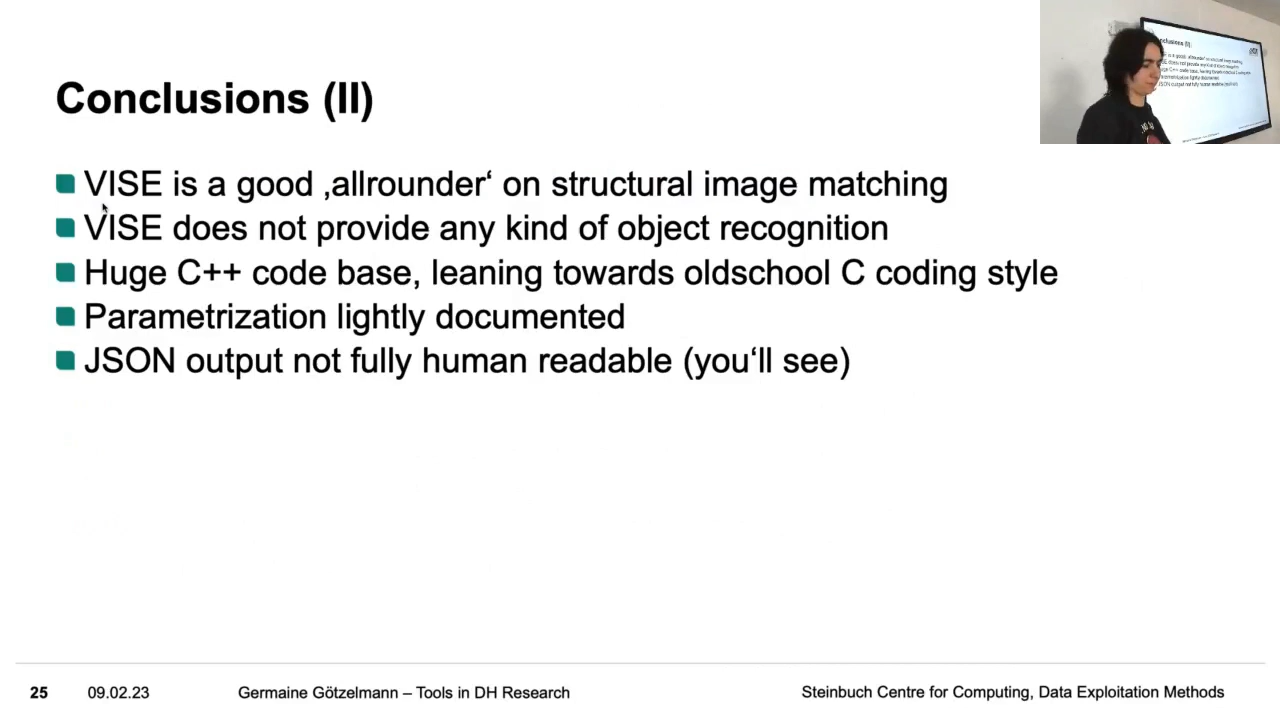 Conclusions (II)
VISE is a good ‚allrounder‘ on structural image matching
VISE does not provide any kind of object recognition
Huge C++ code base, leaning towards oldschool C coding style
Parametrization lightly documented
JSON output not fully human readable (you‘ll see)
25 09.02.23 Germaine Götzelmann – Tools in DH Research Steinbuch Centre for Computing, Data Exploitation Methods